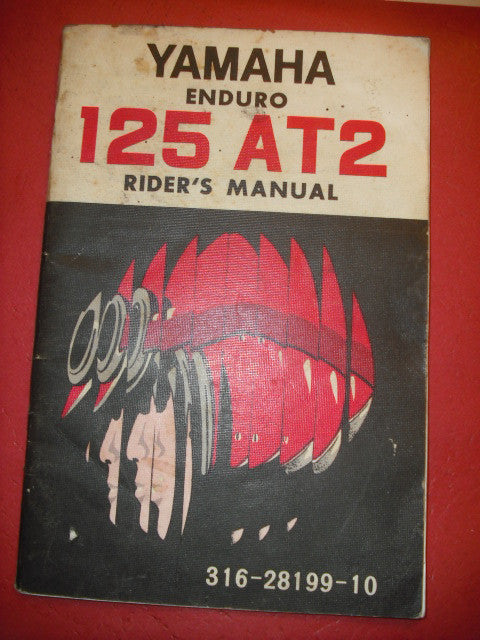 YAMAHA
ENDURO
125 AT2
RIDER'S MANUAL
316-28199-10